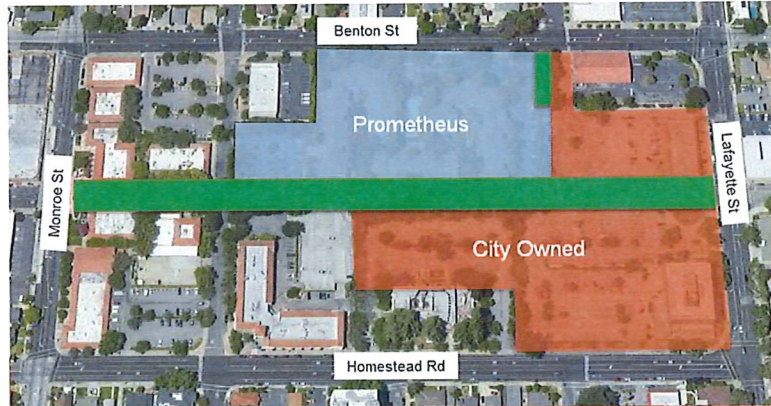 Benton St
Prometheus
Monroe St
Lafayette St
City Owned
Homestead Rd